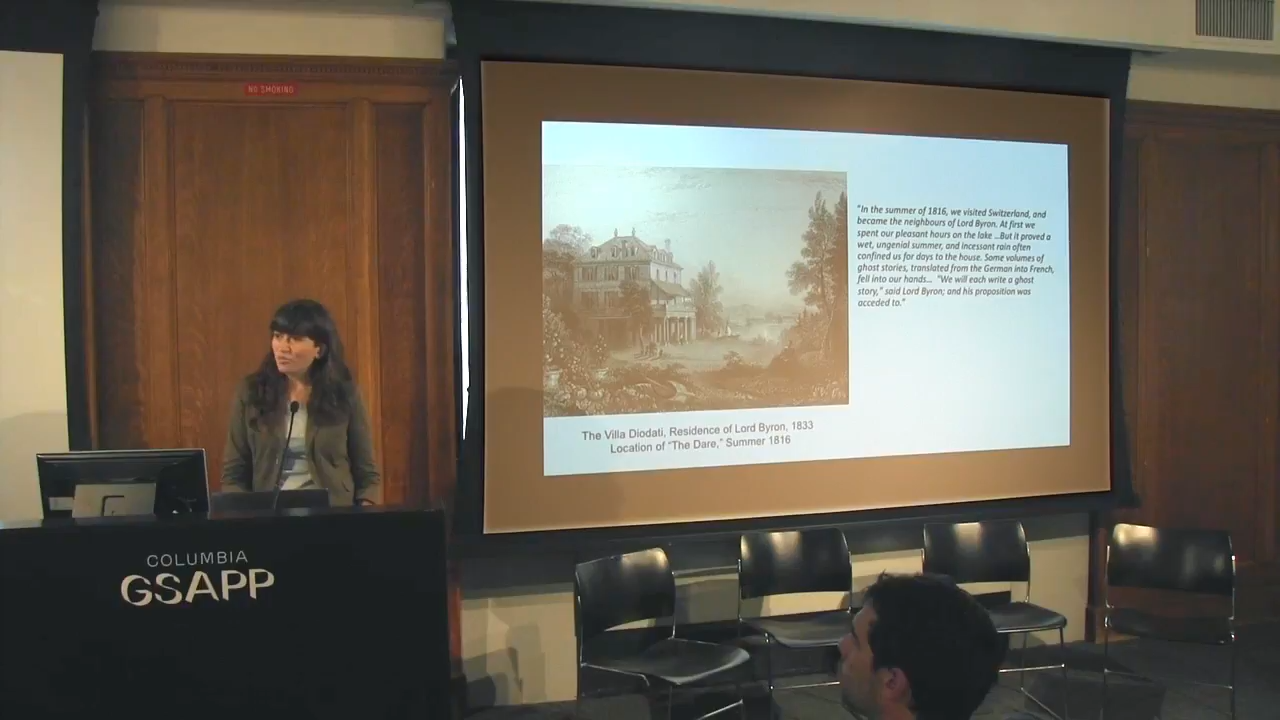 NO SMOKING
"In the summer of 1816, we visited Switzerland, and
became the neighbours of Lord Byron. At first we
spent our pleasant hours on the lake ...But it proved a
wet, ungenial summer, and incessant rain often
confined us for days to the house. Some volumes of
ghost stories, translated from the German into French,
fell into our hands... "We will each write a ghost
story," said Lord Byron; and his proposition was
acceded to."
The Villa Diodati, Residence of Lord Byron, 1833
Location of "The Dare," Summer 1816
COLUMBIA
GSAPP